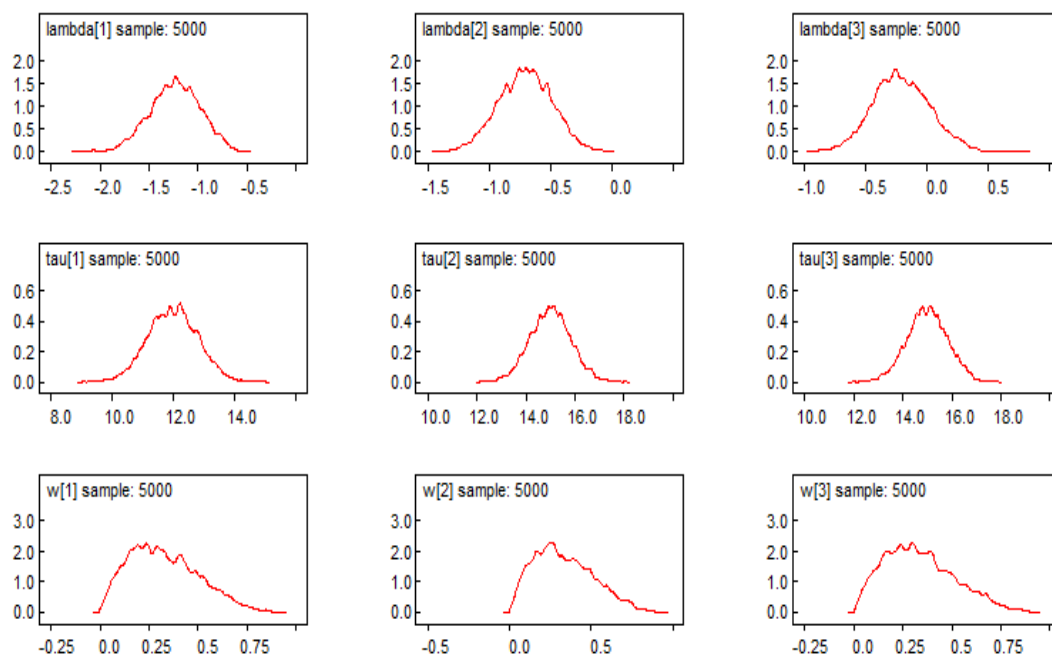 lambda[1] sample: 5000
2.0
1.5
1.0
0.5
0.0
-2.5 -2.0 -1.5 -1.0 -0.5
lambda[2] sample: 5000
2.0
1.5
1.0
0.5
0.0
-1.5 -1.0 -0.5 0.0
lambda[3] sample: 5000
2.0
1.5
1.0
0.5
0.0
-1.0 -0.5 0.0 0.5
tau[1] sample: 5000
0.6
0.4
0.2
0.0
8.0 10.0 12.0 14.0
tau[2] sample: 5000
0.6
0.4
0.2
0.0
10.0 12.0 14.0 16.0 18.0
tau[3] sample: 5000
0.6
0.4
0.2
0.0
10.0 12.0 14.0 16.0 18.0
w[1] sample: 5000
3.0
2.0
1.0
0.0
-0.25 0.0 0.25 0.5 0.75
w[2] sample: 5000
3.0
2.0
1.0
0.0
-0.5 0.0 0.5
w[3] sample: 5000
3.0
2.0
1.0
0.0
-0.25 0.0 0.25 0.5 0.75